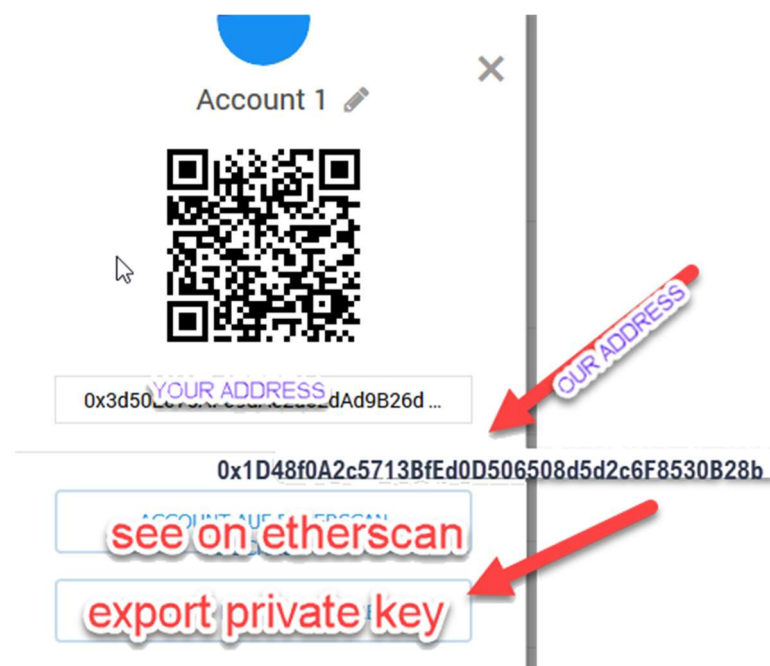 Account 1
OUR ADDRESS
YOUR ADDRESS
0x3d50
dAd9B26d ...
0x1D48f0A2c5713BfEd0D506508d5d2c6F8530B28b
see on etherscan
export private key